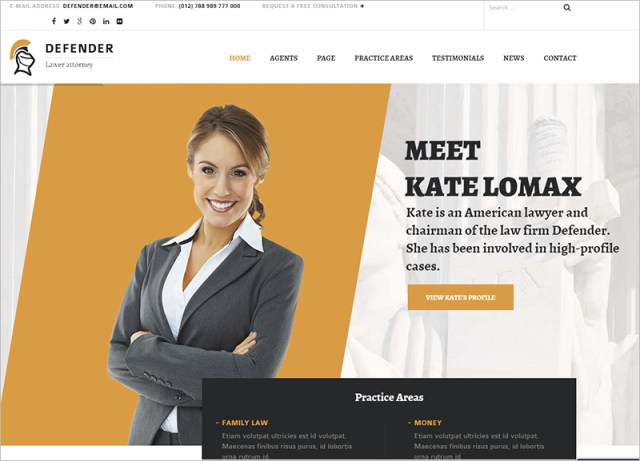 E-MAIL ADDRESS: DEFENDER@EMAIL.COM PHONE: (012) 788 989 777 000 REQUEST A FREE CONSULTATION
Search ...
DEFENDER
Lawer attorney
HOME AGENTS PAGE PRACTICE AREAS TESTIMONIALS NEWS CONTACT
MEET
KATE LOMAX
Kate is an American lawyer and
chairman of the law firm Defender.
She has been involved in high-profile
cases.
VIEW KATE'S PROFILE
Practice Areas
- FAMILY LAW
Etiam volutpat ultricies est id volutpat.
Maecenas finibus risus purus, id lobortis
urna rutrum id.
- MONEY
Etiam volutpat ultricies est id volutpat.
Maecenas finibus risus purus, id lobortis
urna rutrum id.